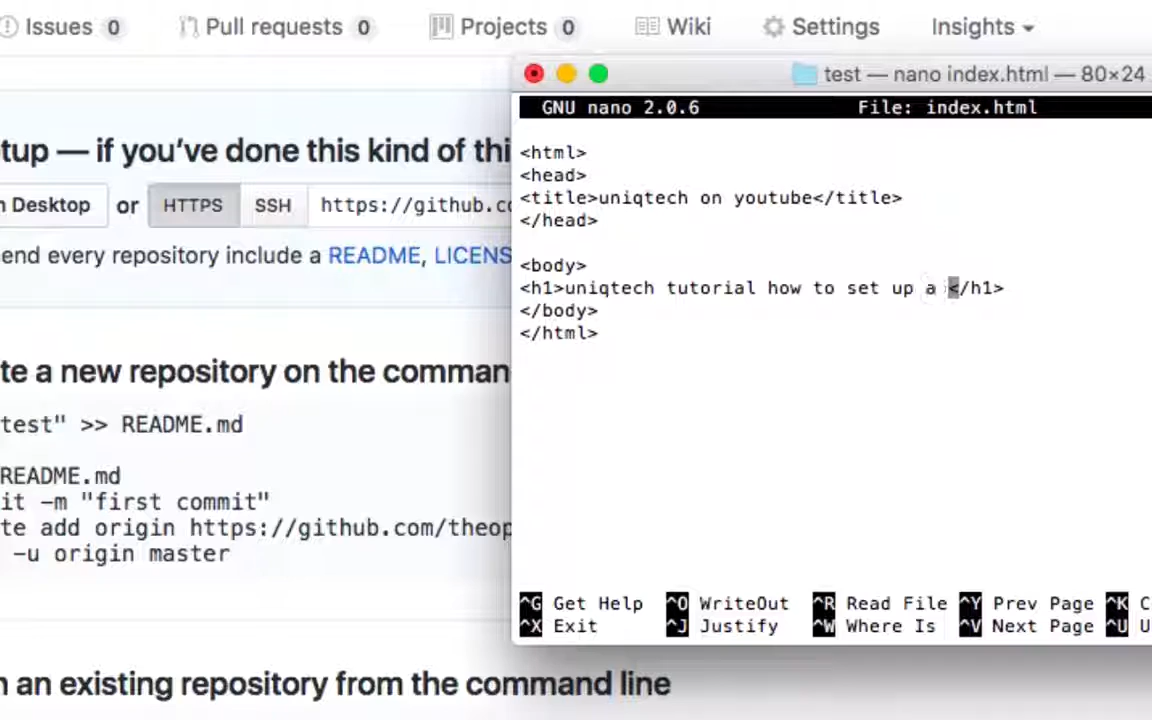 Issues 0 Pull requests 0 Projects 0 Wiki Settings Insights
test — nano index.html — 80×24
GNU nano 2.0.6 File: index.html
<html>
<head>
<title>uniqtech on youtube</title>
</head>
<body>
<h1>uniqtech tutorial how to set up a </h1>
</body>
</html>
^G Get Help ^O WriteOut ^R Read File ^Y Prev Page ^K C
^X Exit ^J Justify ^W Where Is ^V Next Page ^U U
tup — if you’ve done this kind of thi
n Desktop or HTTPS SSH https://github.co
end every repository include a README, LICENS
te a new repository on the comman
test" >> README.md
README.md
it -m "first commit"
te add origin https://github.com/theop
-u origin master
n an existing repository from the command line